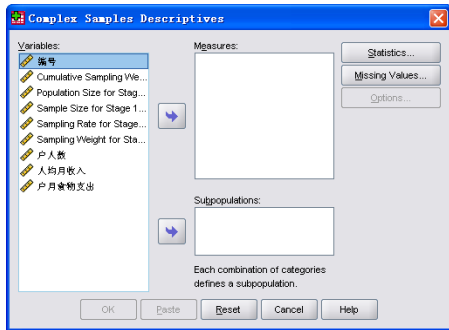 Complex Samples Descriptives
Variables:
编号
Cumulative Sampling We...
Population Size for Stag...
Sample Size for Stage 1...
Sampling Rate for Stage...
Sampling Weight for Sta...
户人数
人均月收入
户月食物支出
Measures:
Subpopulations:
Each combination of categories
defines a subpopulation.
Statistics...
Missing Values...
Options...
OK
Paste
Reset
Cancel
Help